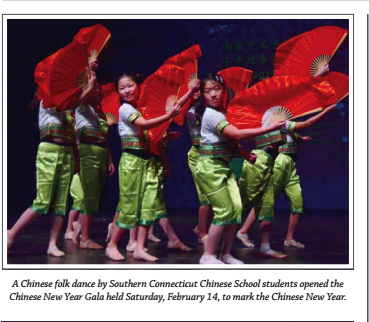 A Chinese folk dance by Southern Connecticut Chinese School students opened the
Chinese New Year Gala held Saturday, February 14, to mark the Chinese New Year.